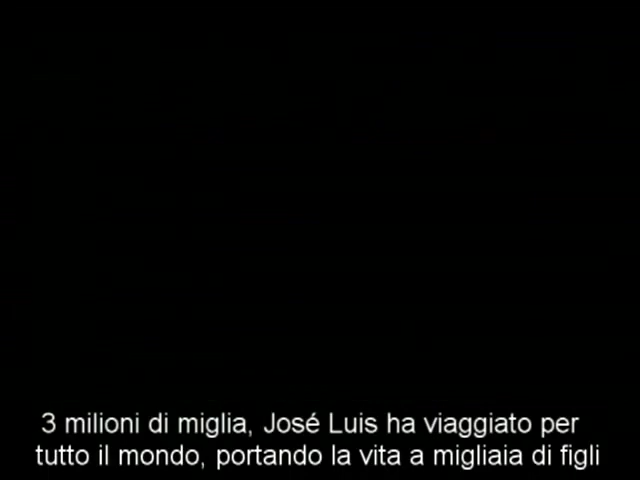 3 milioni di miglia, José Luis ha viaggiato per
tutto il mondo, portando la vita a migliaia di figli